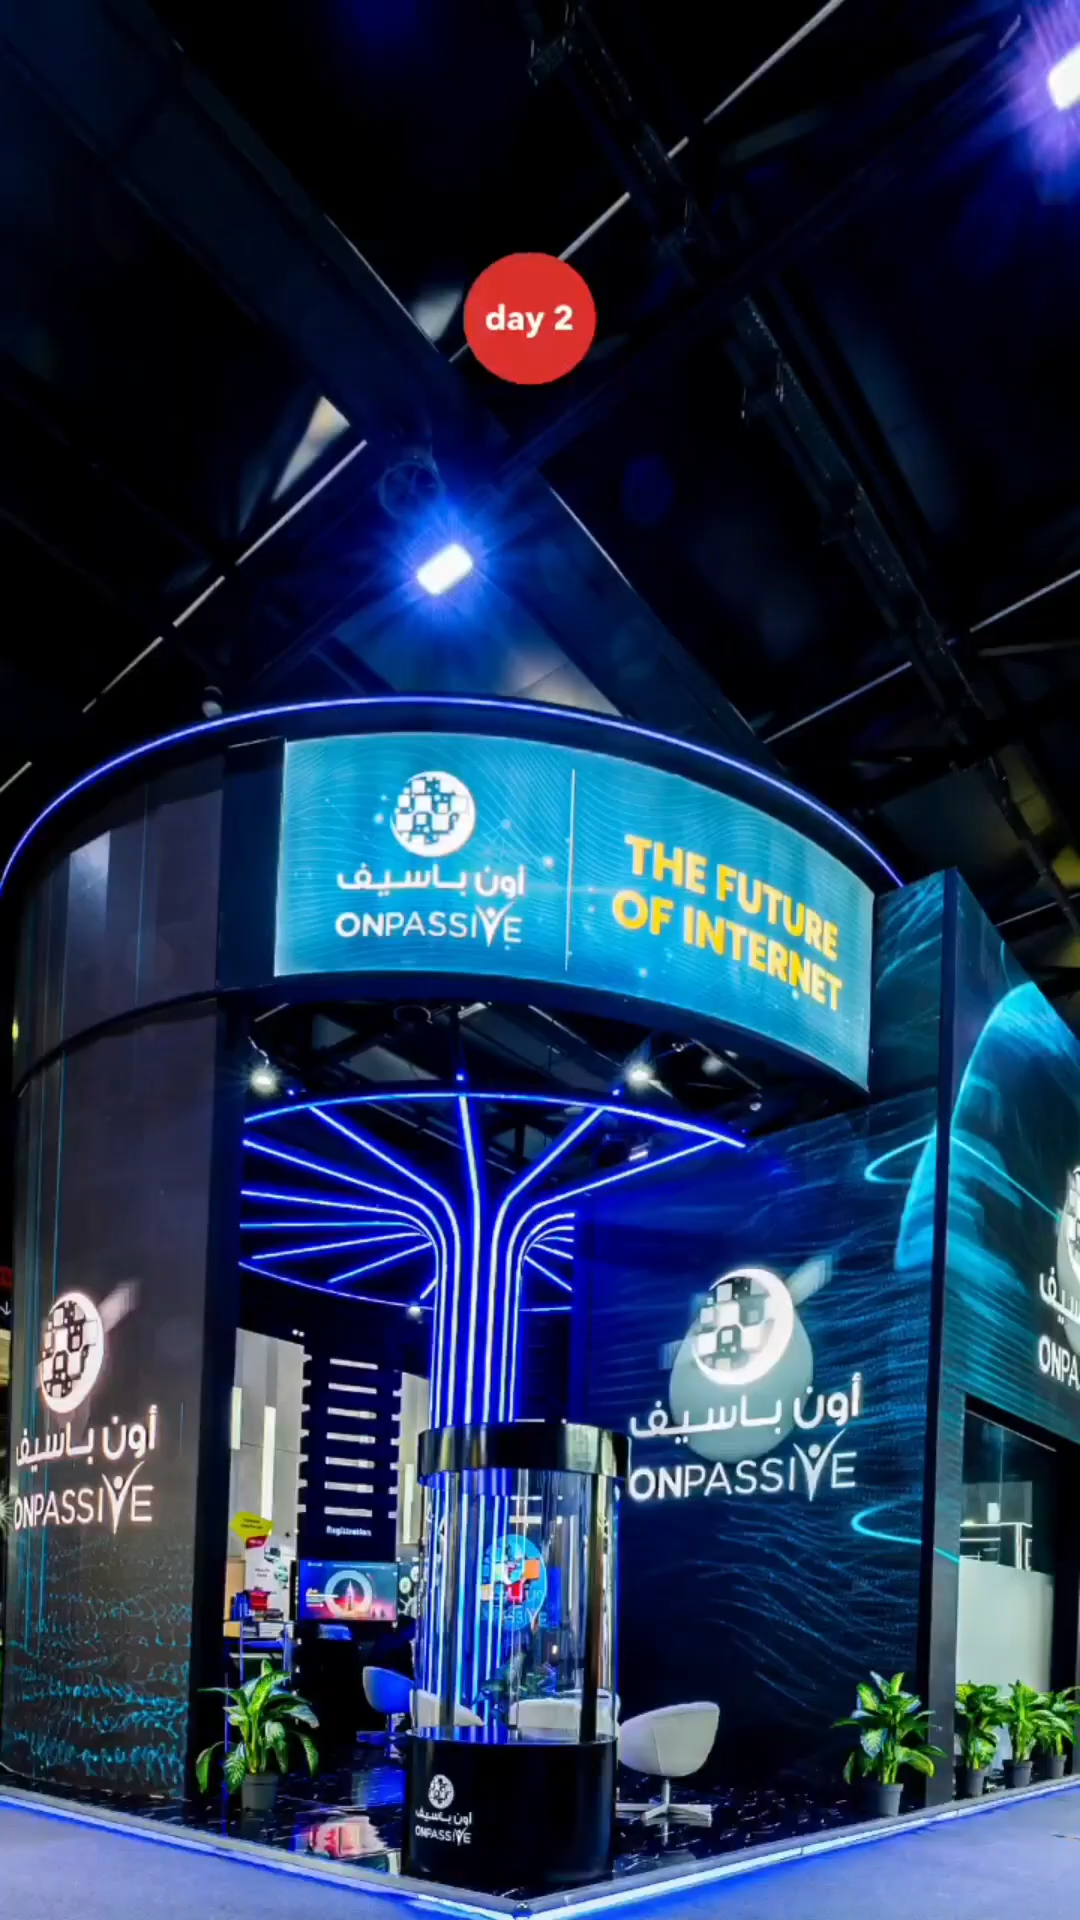 day 2
أون باسيف
ONPASSIVE
THE FUTURE
OF INTERNET
أون باسيف
ONPASSIVE
أون باسيف
ONPASSIVE
ONPA
Registration
أون باسيف
ONPASSIVE